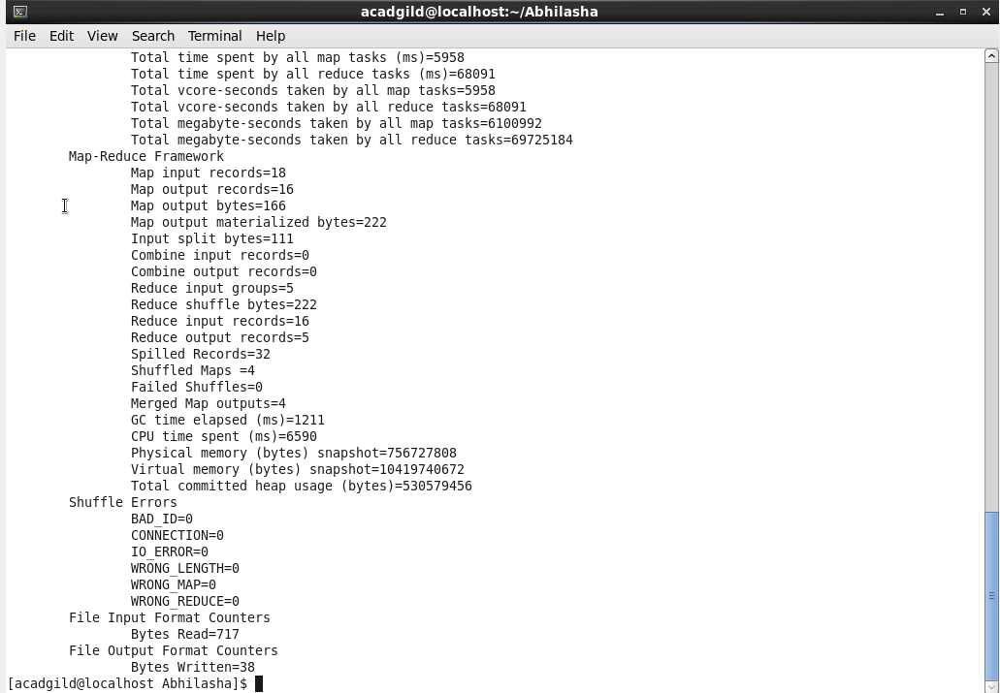 acadgild@localhost:~/Abhilasha
File Edit View Search Terminal Help
Total time spent by all map tasks (ms)=5958
Total time spent by all reduce tasks (ms)=68091
Total vcore-seconds taken by all map tasks=5958
Total vcore-seconds taken by all reduce tasks=68091
Total megabyte-seconds taken by all map tasks=6100992
Total megabyte-seconds taken by all reduce tasks=69725184
Map-Reduce Framework
Map input records=18
Map output records=16
Map output bytes=166
Map output materialized bytes=222
Input split bytes=111
Combine input records=0
Combine output records=0
Reduce input groups=5
Reduce shuffle bytes=222
Reduce input records=16
Reduce output records=5
Spilled Records=32
Shuffled Maps =4
Failed Shuffles=0
Merged Map outputs=4
GC time elapsed (ms)=1211
CPU time spent (ms)=6590
Physical memory (bytes) snapshot=756727808
Virtual memory (bytes) snapshot=10419740672
Total committed heap usage (bytes)=530579456
Shuffle Errors
BAD_ID=0
CONNECTION=0
IO_ERROR=0
WRONG_LENGTH=0
WRONG_MAP=0
WRONG_REDUCE=0
File Input Format Counters
Bytes Read=717
File Output Format Counters
Bytes Written=38
[acadgild@localhost Abhilasha]$